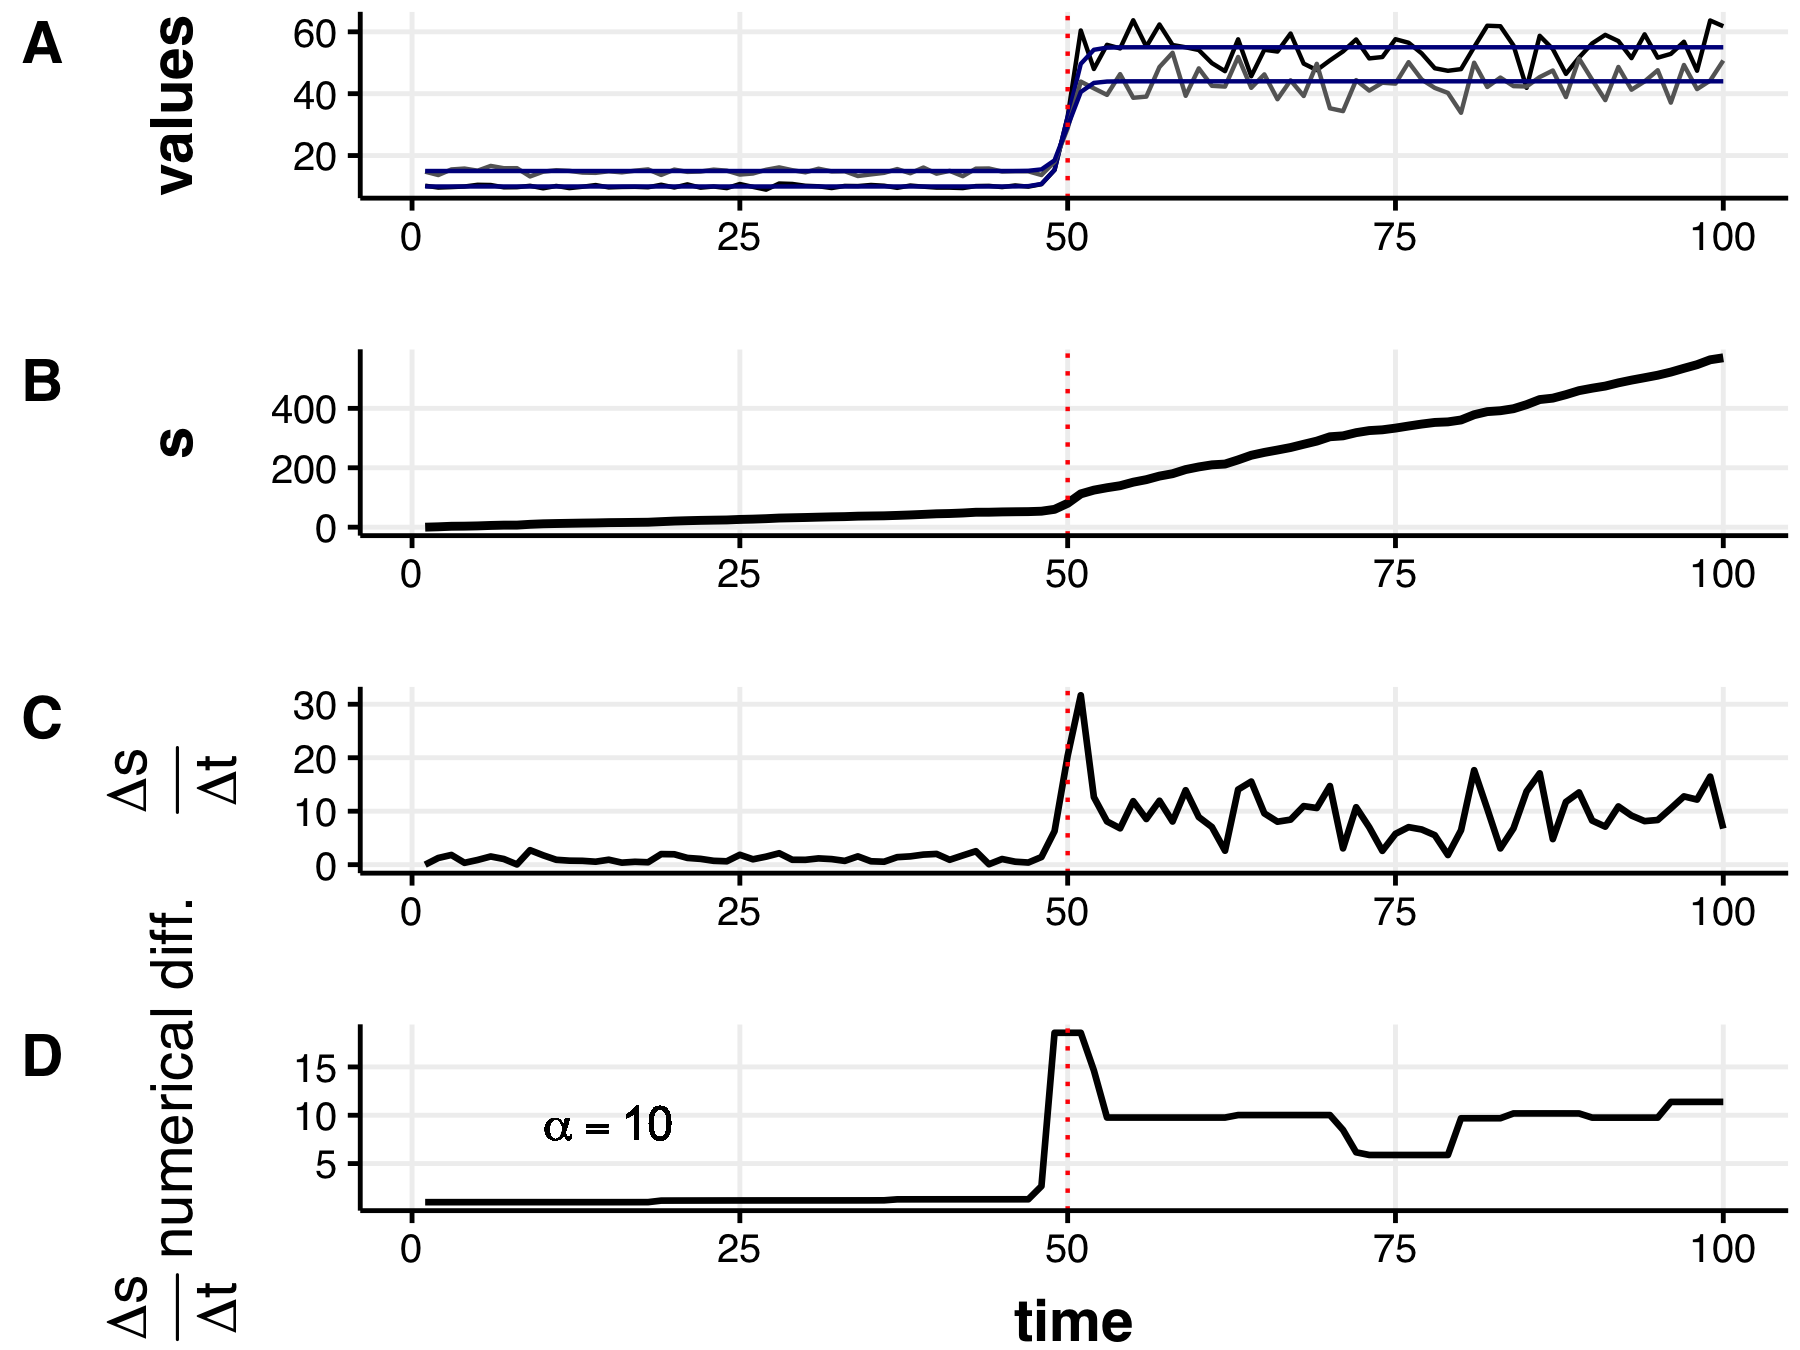 A
values
60
40
20
0 25 50 75 100
B
s
400
200
0
0 25 50 75 100
C
Δs
Δt
30
20
10
0
0 25 50 75 100
D
Δs
Δt
numerical diff.
15
10
5
α = 10
0 25 50 75 100
time